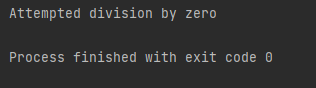 Attempted division by zero
Process finished with exit code 0